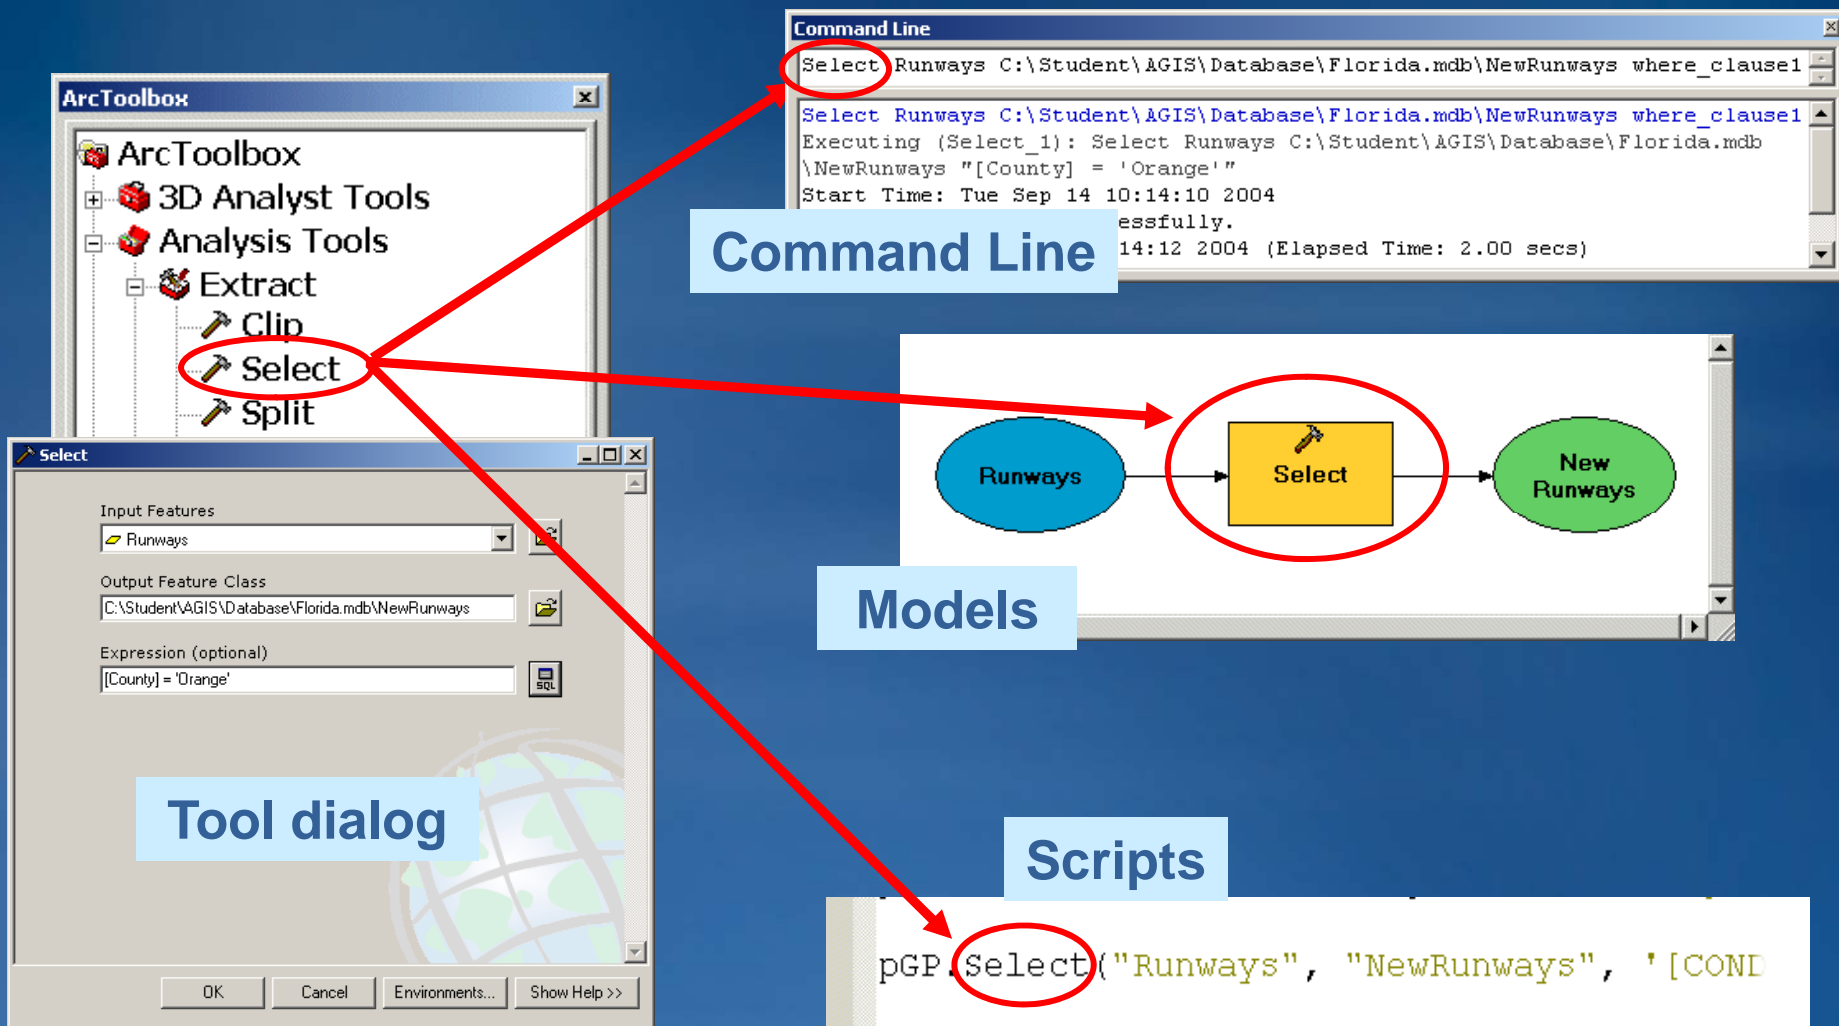 ArcToolbox
ArcToolbox
3D Analyst Tools
Analysis Tools
Extract
Clip
Select
Split
Select
Input Features
Runways
Output Feature Class
C:\Student\AGIS\Database\Florida.mdb\NewRunways
Expression (optional)
[County] = 'Orange'
SQL
Tool dialog
OK
Cancel
Environments...
Show Help >>
Command Line
Select Runways C:\Student\AGIS\Database\Florida.mdb\NewRunways where_clause1
Select Runways C:\Student\AGIS\Database\Florida.mdb\NewRunways where_clause1
Executing (Select_1): Select Runways C:\Student\AGIS\Database\Florida.mdb
\NewRunways "[County] = 'Orange'"
Start Time: Tue Sep 14 10:14:10 2004
essfully.
14:12 2004 (Elapsed Time: 2.00 secs)
Command Line
Runways
Select
New
Runways
Models
Scripts
pGP.Select("Runways", "NewRunways", '[COND